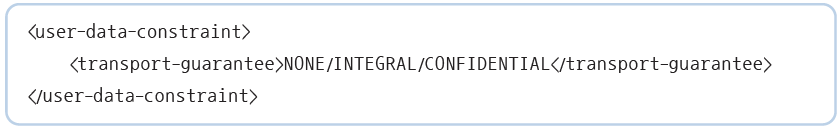 <user-data-constraint>
<transport-guarantee>NONE/INTEGRAL/CONFIDENTIAL</transport-guarantee>
</user-data-constraint>